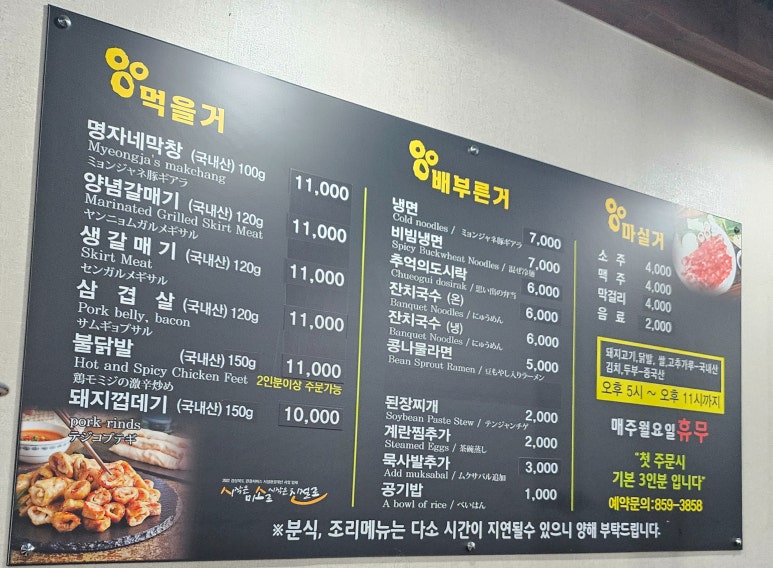 먹을거
명자네막창 (국내산) 100g 11,000
Myeongja's makchang
ミョンジャネ豚ギアラ
양념갈매기 (국내산) 120g 11,000
Marinated Grilled Skirt Meat
ヤンニョムガルメギサル
생갈매기 (국내산) 120g 11,000
Skirt Meat
センガルメギサル
삼겹살 (국내산) 120g 11,000
Pork belly, bacon
サムギョプサル
불닭발 (국내산) 150g 11,000
Hot and Spicy Chicken Feet 2인분이상 주문가능
鶏モミジの激辛炒め
돼지껍데기 (국내산) 150g 10,000
pork rinds
テジコプテギ
배부른거
냉면 7,000
Cold noodles / ミョンジャネ豚ギアラ
비빔냉면 7,000
Spicy Buckwheat Noodles / 混ぜ冷麺
추억의도시락 6,000
Chueogui dosirak / 思い出の弁当
잔치국수 (온) 6,000
Banquet Noodles / にゅうめん
잔치국수 (냉) 6,000
Banquet Noodles / にゅうめん
콩나물라면 5,000
Bean Sprout Ramen / 豆もやし入りラーメン
된장찌개 2,000
Soybean Paste Stew / テンジャンチゲ
계란찜추가 2,000
Steamed Eggs / 茶碗蒸し
묵사발추가 3,000
Add muksabal / ムクサバル追加
공기밥 1,000
A bowl of rice / ぺいはん
마실거
소주 4,000
맥주 4,000
막걸리 4,000
음료 2,000
돼지고기,닭발, 쌀,고추가루-국내산
김치,두부-중국산
오후 5시 ~ 오후 11시까지
매주월요일 휴무
"첫 주문시
기본 3인분 입니다"
예약문의:859-3858
※분식, 조리메뉴는 다소 시간이 지연될수 있으니 양해 부탁드립니다.